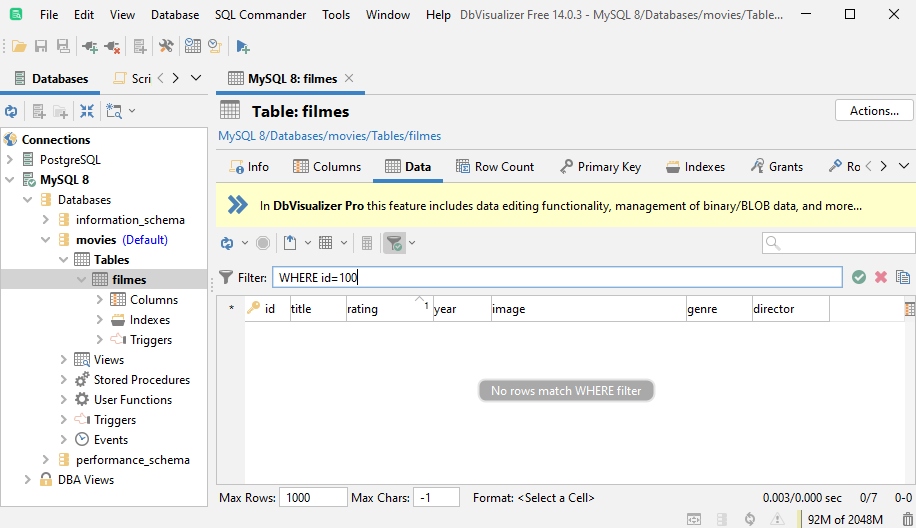 File Edit View Database SQL Commander Tools Window Help DbVisualizer Free 14.0.3 - MySQL 8/Databases/movies/Table...
Databases
Scri
MySQL 8: filmes
Table: filmes
Actions...
MySQL 8/Databases/movies/Tables/filmes
Info Columns Data Row Count Primary Key Indexes Grants Ro
In DbVisualizer Pro this feature includes data editing functionality, management of binary/BLOB data, and more...
Filter: WHERE id=100
* id title rating 1 year image genre director
No rows match WHERE filter
Max Rows: 1000 Max Chars: -1 Format: <Select a Cell> 0.003/0.000 sec 0/7 0-0
92M of 2048M
Connections
PostgreSQL
MySQL 8
Databases
information_schema
movies (Default)
Tables
filmes
Columns
Indexes
Triggers
Views
Stored Procedures
User Functions
Triggers
Events
performance_schema
DBA Views